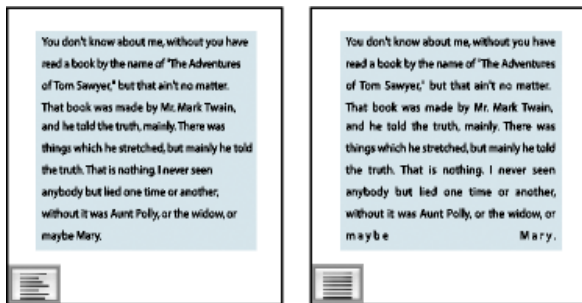 You don't know about me, without you have
read a book by the name of "The Adventures
of Tom Sawyer," but that ain't no matter.
That book was made by Mr. Mark Twain,
and he told the truth, mainly. There was
things which he stretched, but mainly he told
the truth. That is nothing. I never seen
anybody but lied one time or another,
without it was Aunt Polly, or the widow, or
maybe Mary.
You don't know about me, without you have
read a book by the name of "The Adventures
of Tom Sawyer," but that ain't no matter.
That book was made by Mr. Mark Twain,
and he told the truth, mainly. There was
things which he stretched, but mainly he told
the truth. That is nothing. I never seen
anybody but lied one time or another,
without it was Aunt Polly, or the widow, or
maybe Mary.